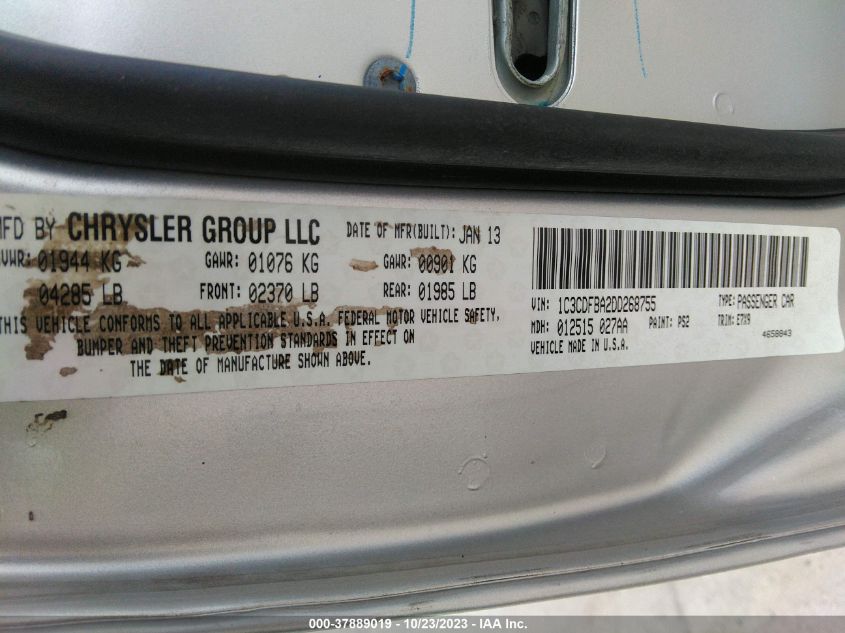 MFD BY CHRYSLER GROUP LLC DATE OF MFR(BUILT): JAN 13
GVWR: 01944 KG GAWR: 01076 KG GAWR: 00901 KG
04285 LB FRONT: 02370 LB REAR: 01985 LB
THIS VEHICLE CONFORMS TO ALL APPLICABLE U.S.A. FEDERAL MOTOR VEHICLE SAFETY,
BUMPER AND THEFT PREVENTION STANDARDS IN EFFECT ON
THE DATE OF MANUFACTURE SHOWN ABOVE.
VIN: 1C3CDFBA2DD268755 TYPE: PASSENGER CAR
MDH: 012515 027AA PAINT: PS2 TRIM: E7X9
VEHICLE MADE IN U.S.A. 4658843
000-37889019 - 10/23/2023 - IAA Inc.